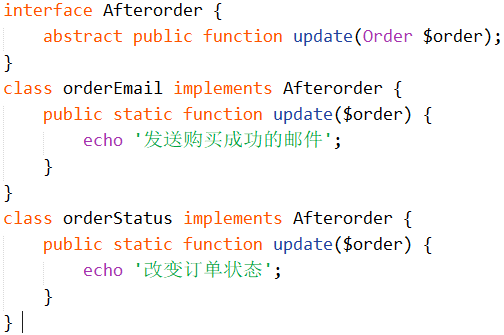 interface Afterorder {
    abstract public function update(Order $order);
}
class orderEmail implements Afterorder {
    public static function update($order) {
        echo '发送购买成功的邮件';
    }
}
class orderStatus implements Afterorder {
    public static function update($order) {
        echo '改变订单状态';
    }
}